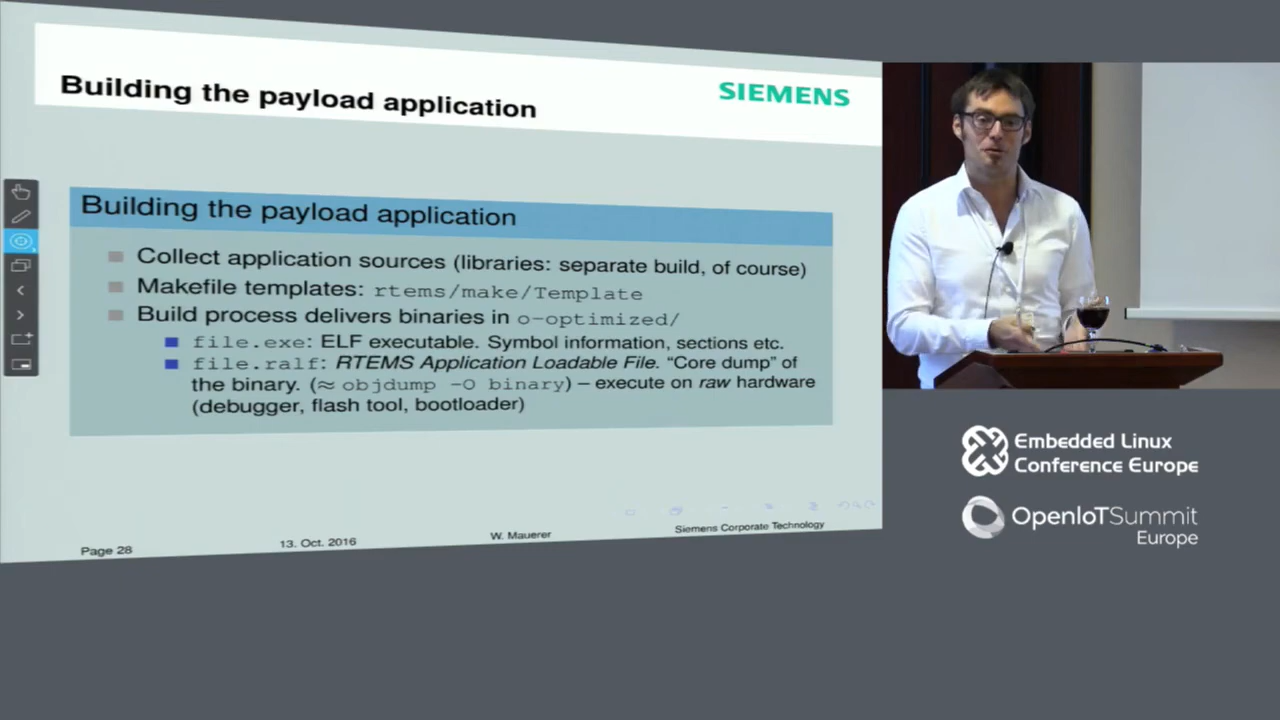 Building the payload application
SIEMENS
Building the payload application
Collect application sources (libraries: separate build, of course)
Makefile templates: rtems/make/Template
Build process delivers binaries in o-optimized/
file.exe: ELF executable. Symbol information, sections etc.
file.ralf: RTEMS Application Loadable File. “Core dump” of
the binary. (≈ objdump -O binary) – execute on raw hardware
(debugger, flash tool, bootloader)
Page 28
13. Oct. 2016
W. Mauerer
Siemens Corporate Technology
Embedded Linux
Conference Europe
OpenIoTSummit
Europe